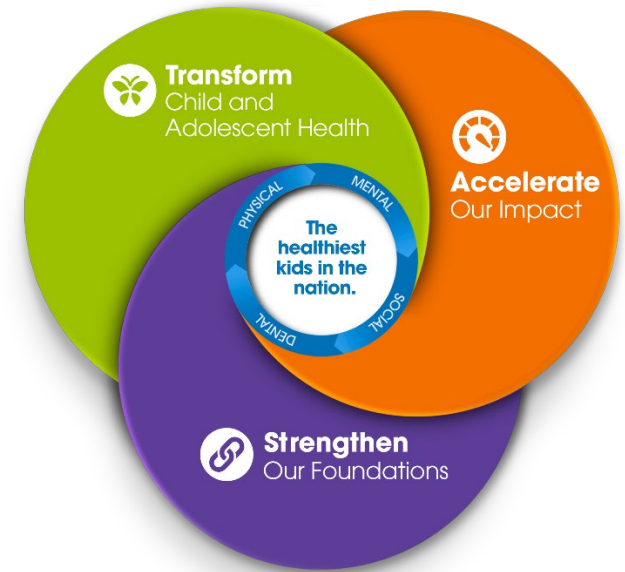 Transform
Child and
Adolescent Health
Accelerate
Our Impact
PHYSICAL
MENTAL
SOCIAL
DENTAL
The
healthiest
kids in the
nation.
Strengthen
Our Foundations